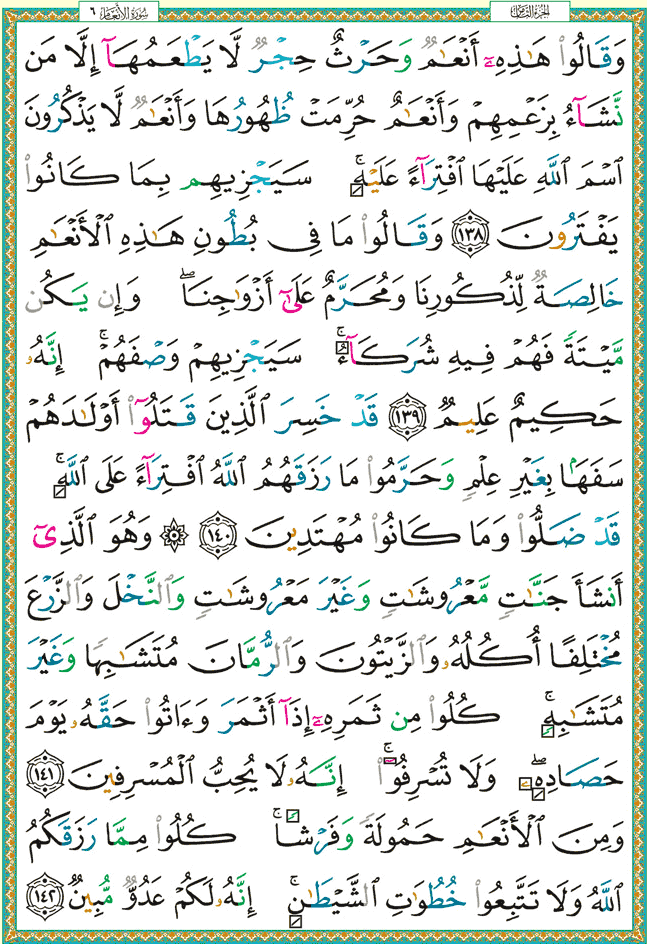 الجزء الثامن
سورة الأنعام ٦
وَقَالُوا۟ هَـٰذِهِۦٓ أَنْعَـٰمٌ وَحَرْثٌ حِجْرٌ لَّا يَطْعَمُهَآ إِلَّا مَن
نَّشَآءُ بِزَعْمِهِمْ وَأَنْعَـٰمٌ حُرِّمَتْ ظُهُورُهَا وَأَنْعَـٰمٌ لَّا يَذْكُرُونَ
ٱسْمَ ٱللَّهِ عَلَيْهَا ٱفْتِرَآءً عَلَيْهِ ۚ سَيَجْزِيهِم بِمَا كَانُوا۟
يَفْتَرُونَ ١٣٨ وَقَالُوا۟ مَا فِى بُطُونِ هَـٰذِهِ ٱلْأَنْعَـٰمِ
خَالِصَةٌ لِّذُكُورِنَا وَمُحَرَّمٌ عَلَىٰٓ أَزْوَٰجِنَا ۖ وَإِن يَكُن
مَّيْتَةً فَهُمْ فِيهِ شُرَكَآءُ ۚ سَيَجْزِيهِمْ وَصْفَهُمْ ۚ إِنَّهُۥ
حَكِيمٌ عَلِيمٌ ١٣٩ قَدْ خَسِرَ ٱلَّذِينَ قَتَلُوٓا۟ أَوْلَـٰدَهُمْ
سَفَهًۢا بِغَيْرِ عِلْمٍ وَحَرَّمُوا۟ مَا رَزَقَهُمُ ٱللَّهُ ٱفْتِرَآءً عَلَى ٱللَّهِ ۚ
قَدْ ضَلُّوا۟ وَمَا كَانُوا۟ مُهْتَدِينَ ١٤٠ ۞ وَهُوَ ٱلَّذِىٓ
أَنشَأَ جَنَّـٰتٍ مَّعْرُوشَـٰتٍ وَغَيْرَ مَعْرُوشَـٰتٍ وَٱلنَّخْلَ وَٱلزَّرْعَ
مُخْتَلِفًا أُكُلُهُۥ وَٱلزَّيْتُونَ وَٱلرُّمَّانَ مُتَشَـٰبِهًا وَغَيْرَ
مُتَشَـٰبِهٍ ۚ كُلُوا۟ مِن ثَمَرِهِۦٓ إِذَآ أَثْمَرَ وَءَاتُوا۟ حَقَّهُۥ يَوْمَ
حَصَادِهِۦ ۖ وَلَا تُسْرِفُوٓا۟ ۚ إِنَّهُۥ لَا يُحِبُّ ٱلْمُسْرِفِينَ ١٤١
وَمِنَ ٱلْأَنْعَـٰمِ حَمُولَةً وَفَرْشًا ۚ كُلُوا۟ مِمَّا رَزَقَكُمُ
ٱللَّهُ وَلَا تَتَّبِعُوا۟ خُطُوَٰتِ ٱلشَّيْطَـٰنِ ۚ إِنَّهُۥ لَكُمْ عَدُوٌّ مُّبِينٌ ١٤٢